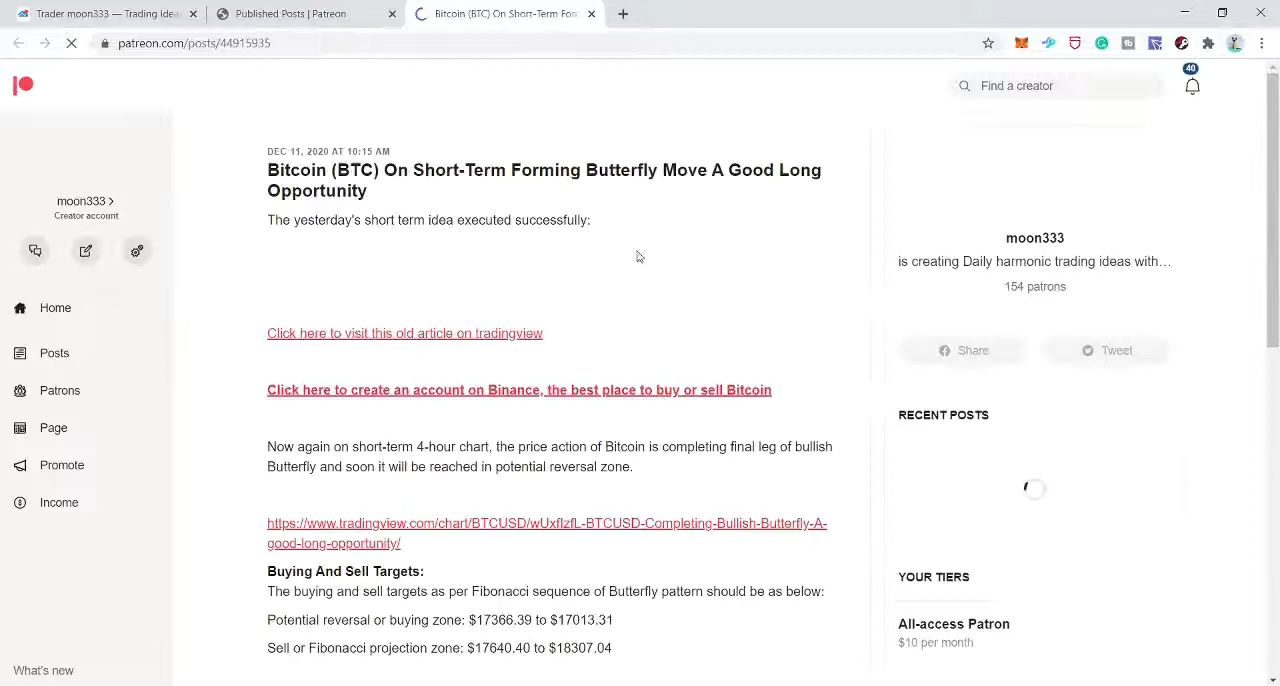 Trader moon333 — Trading Idea
Published Posts | Patreon
Bitcoin (BTC) On Short-Term For
patreon.com/posts/44915935
Find a creator
40
DEC 11, 2020 AT 10:15 AM
Bitcoin (BTC) On Short-Term Forming Butterfly Move A Good Long
Opportunity
The yesterday's short term idea executed successfully:
moon333 >
Creator account
Home
Posts
Patrons
Page
Promote
Income
What's new
Click here to visit this old article on tradingview
Click here to create an account on Binance, the best place to buy or sell Bitcoin
Now again on short-term 4-hour chart, the price action of Bitcoin is completing final leg of bullish
Butterfly and soon it will be reached in potential reversal zone.
https://www.tradingview.com/chart/BTCUSD/wUxflzfL-BTCUSD-Completing-Bullish-Butterfly-A-
good-long-opportunity/
Buying And Sell Targets:
The buying and sell targets as per Fibonacci sequence of Butterfly pattern should be as below:
Potential reversal or buying zone: $17366.39 to $17013.31
Sell or Fibonacci projection zone: $17640.40 to $18307.04
moon333
is creating Daily harmonic trading ideas with…
154 patrons
Share
Tweet
RECENT POSTS
YOUR TIERS
All-access Patron
$10 per month